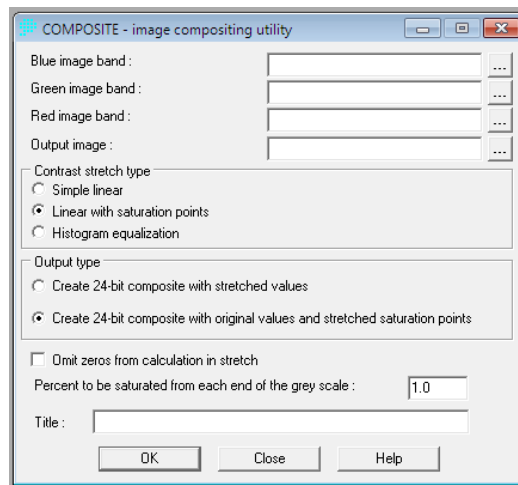 COMPOSITE - image compositing utility
Blue image band :
...
Green image band :
...
Red image band :
...
Output image :
...
Contrast stretch type
Simple linear
Linear with saturation points
Histogram equalization
Output type
Create 24-bit composite with stretched values
Create 24-bit composite with original values and stretched saturation points
Omit zeros from calculation in stretch
Percent to be saturated from each end of the grey scale : 1.0
Title :
OK Close Help